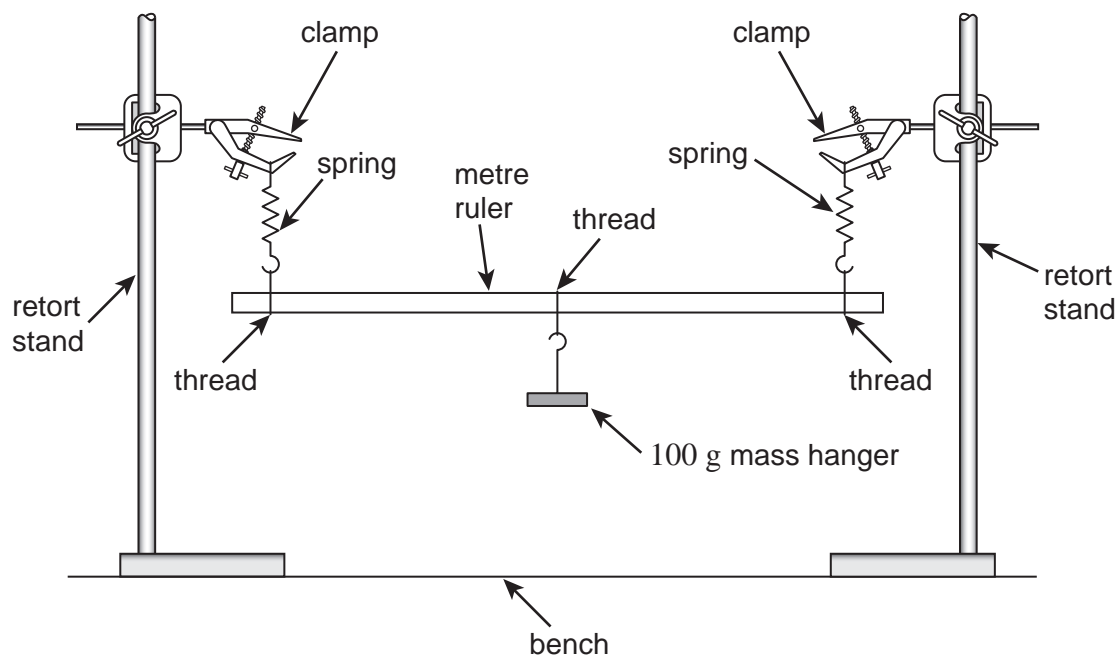 clamp
clamp
spring
spring
metre
ruler
thread
retort
stand
retort
stand
thread
thread
100 g mass hanger
bench